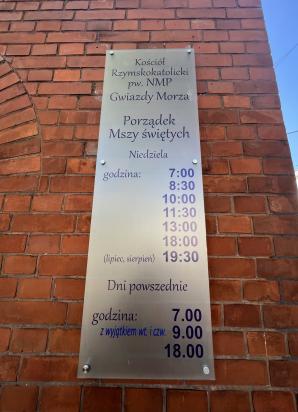 Kościół
Rzymskokatolicki
pw. NMP
Gwiazdy Morza
Porządek
Mszy świętych
Niedziela
godzina: 7:00
8:30
10:00
11:30
13:00
18:00
(lipiec, sierpień) 19:30
Dni powszednie
godzina: 7.00
z wyjątkiem wt. i czw. 9.00
18.00